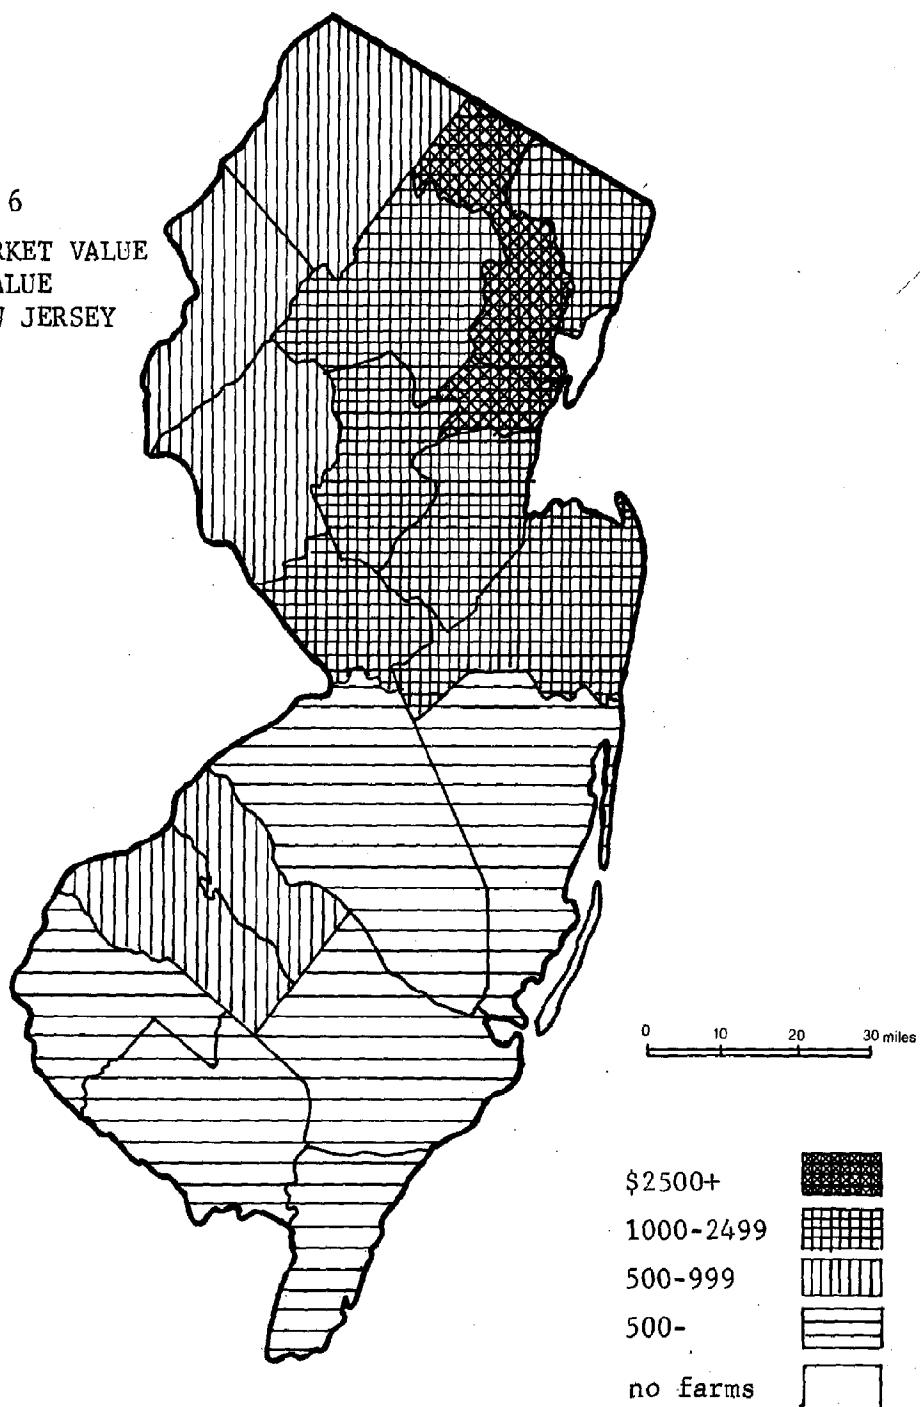 6
RKET VALUE
ALUE
W JERSEY
0 10 20 30 miles
$2500+
1000-2499
500-999
500-
no farms